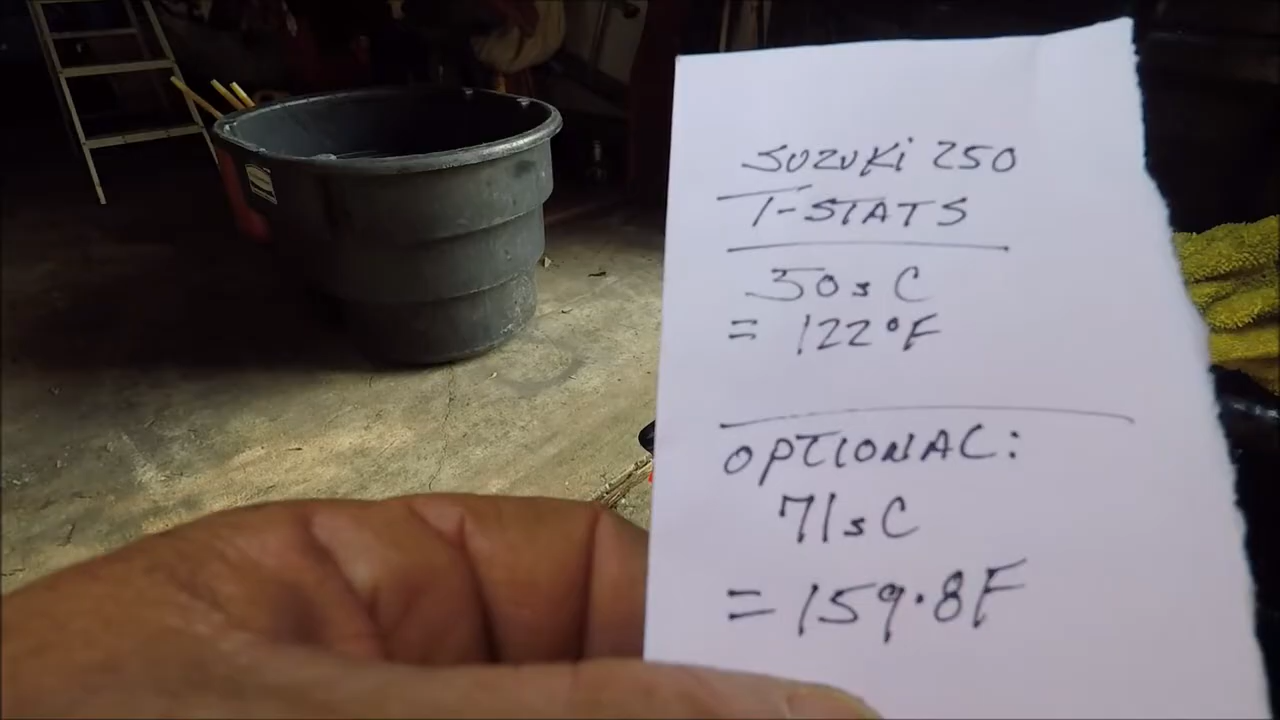 SUZUKi 250
T-STATS
50s C
= 122°F
OPTIONAL:
71s C
= 159.8F